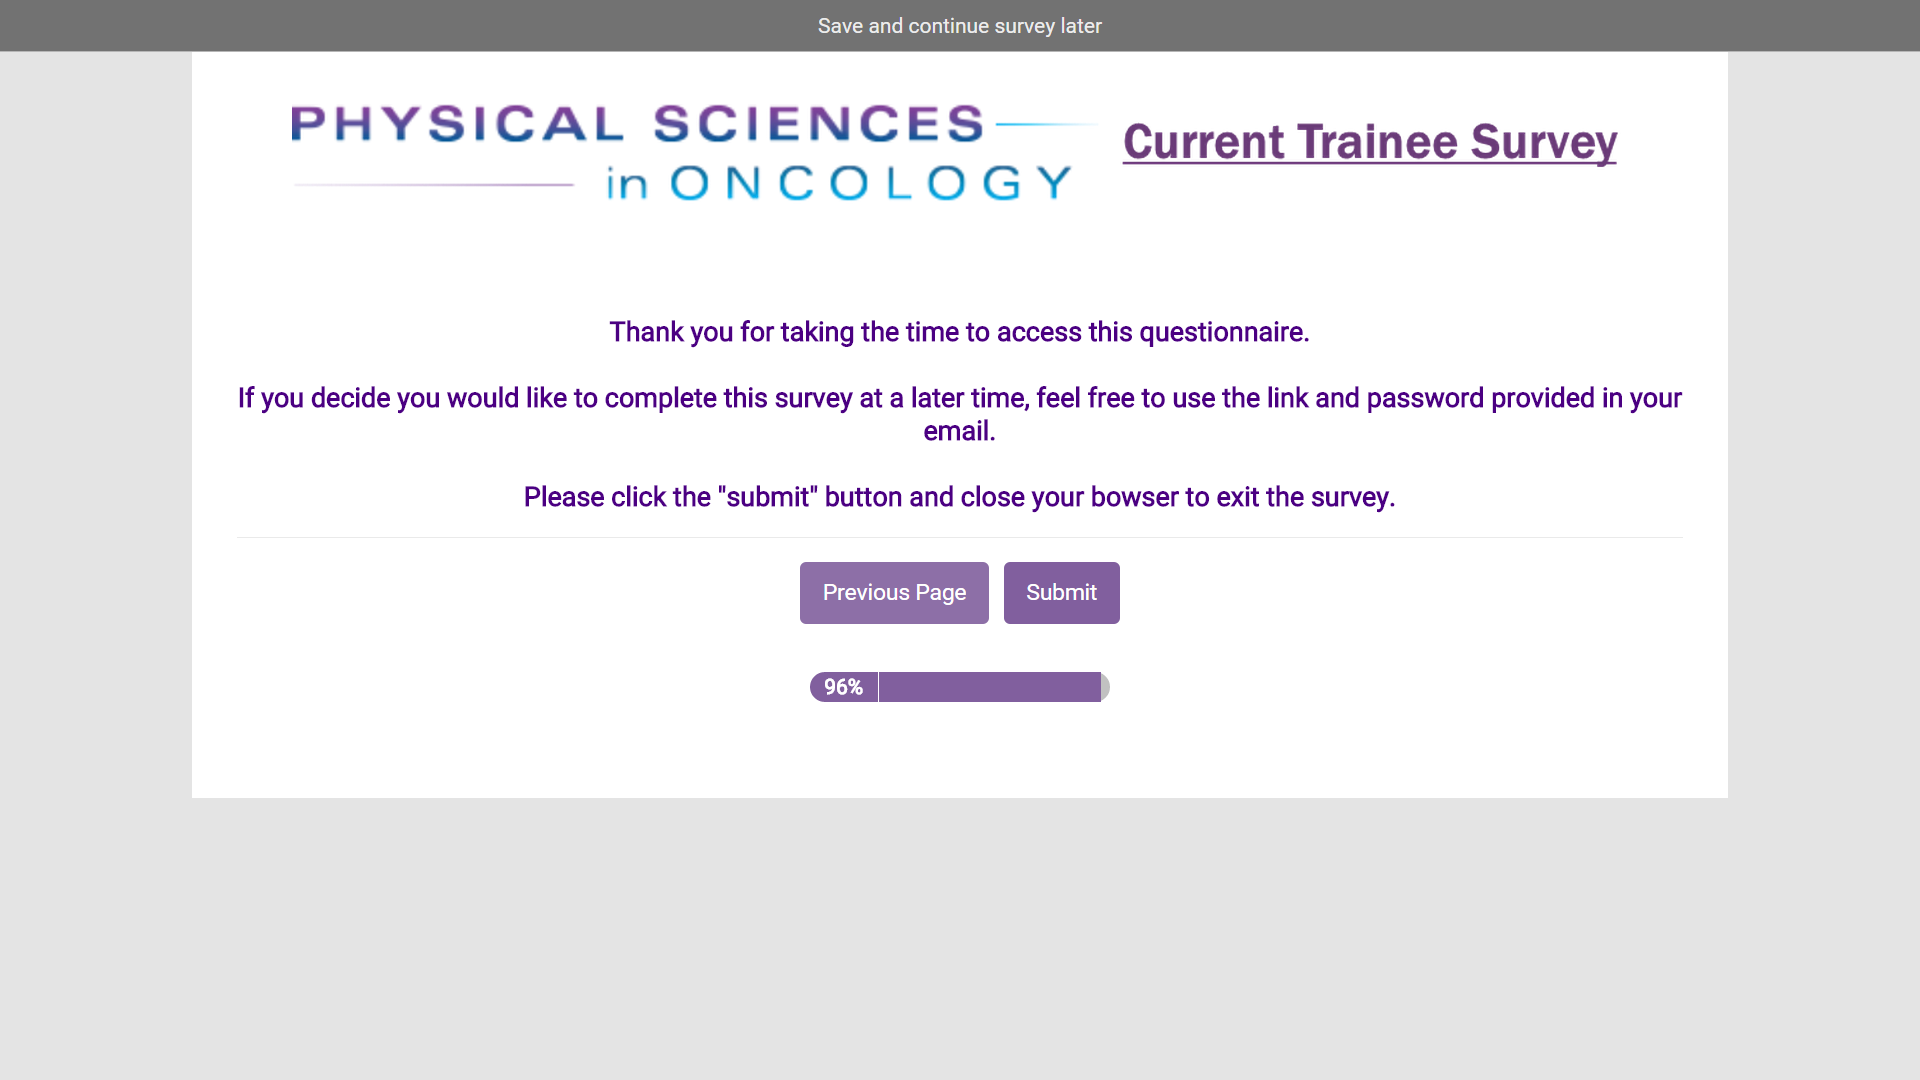 Save and continue survey later
PHYSICAL SCIENCES
in ONCOLOGY
Current Trainee Survey
Thank you for taking the time to access this questionnaire.
If you decide you would like to complete this survey at a later time, feel free to use the link and password provided in your
email.
Please click the "submit" button and close your bowser to exit the survey.
Previous Page
Submit
96%